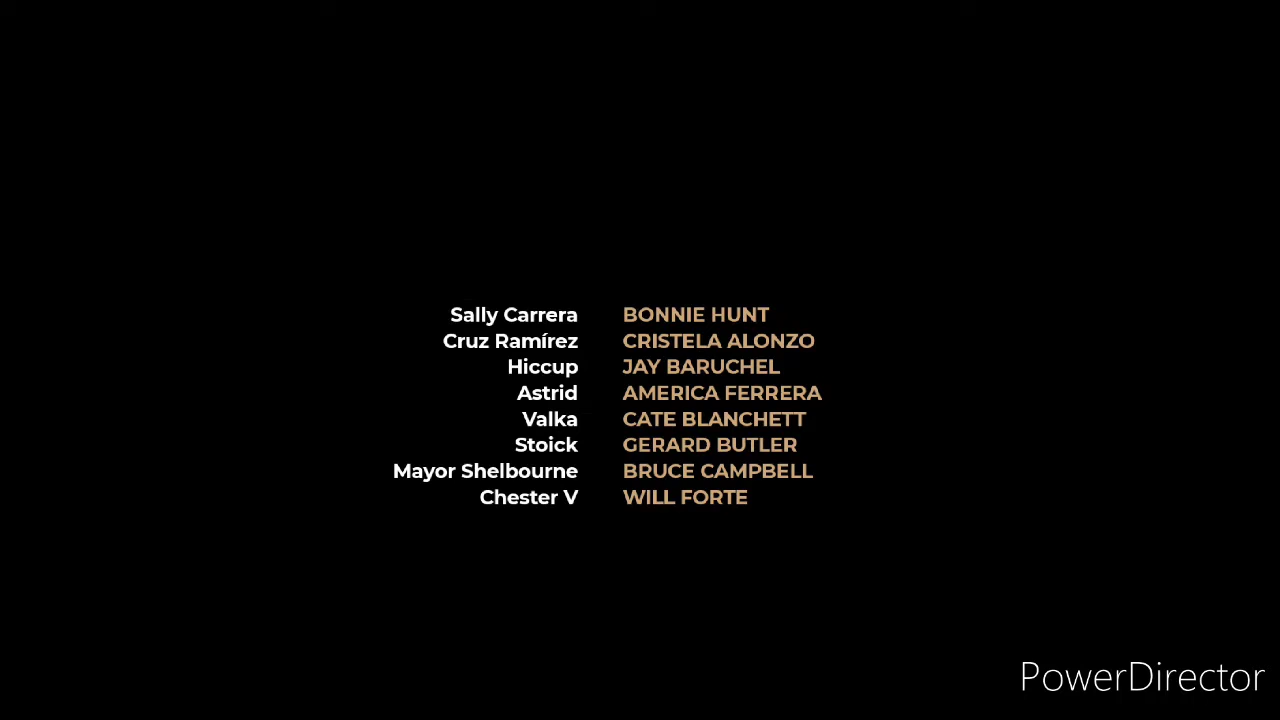 Sally Carrera BONNIE HUNT
Cruz Ramírez CRISTELA ALONZO
Hiccup JAY BARUCHEL
Astrid AMERICA FERRERA
Valka CATE BLANCHETT
Stoick GERARD BUTLER
Mayor Shelbourne BRUCE CAMPBELL
Chester V WILL FORTE
PowerDirector